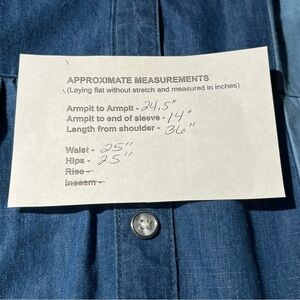 APPROXIMATE MEASUREMENTS
(Laying flat without stretch and measured in inches)
Armpit to Armpit - 24.5"
Armpit to end of sleeve - 14"
Length from shoulder - 36"
Waist - 25"
Hips - 25"
Rise -
Inseam -